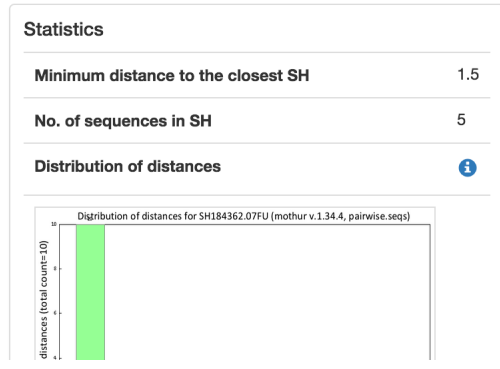 Statistics
Minimum distance to the closest SH 1.5
No. of sequences in SH 5
Distribution of distances i
Distribution of distances for SH184362.07FU (mothur v.1.34.4, pairwise.seqs)
10
8
6
4
distances (total count=10)